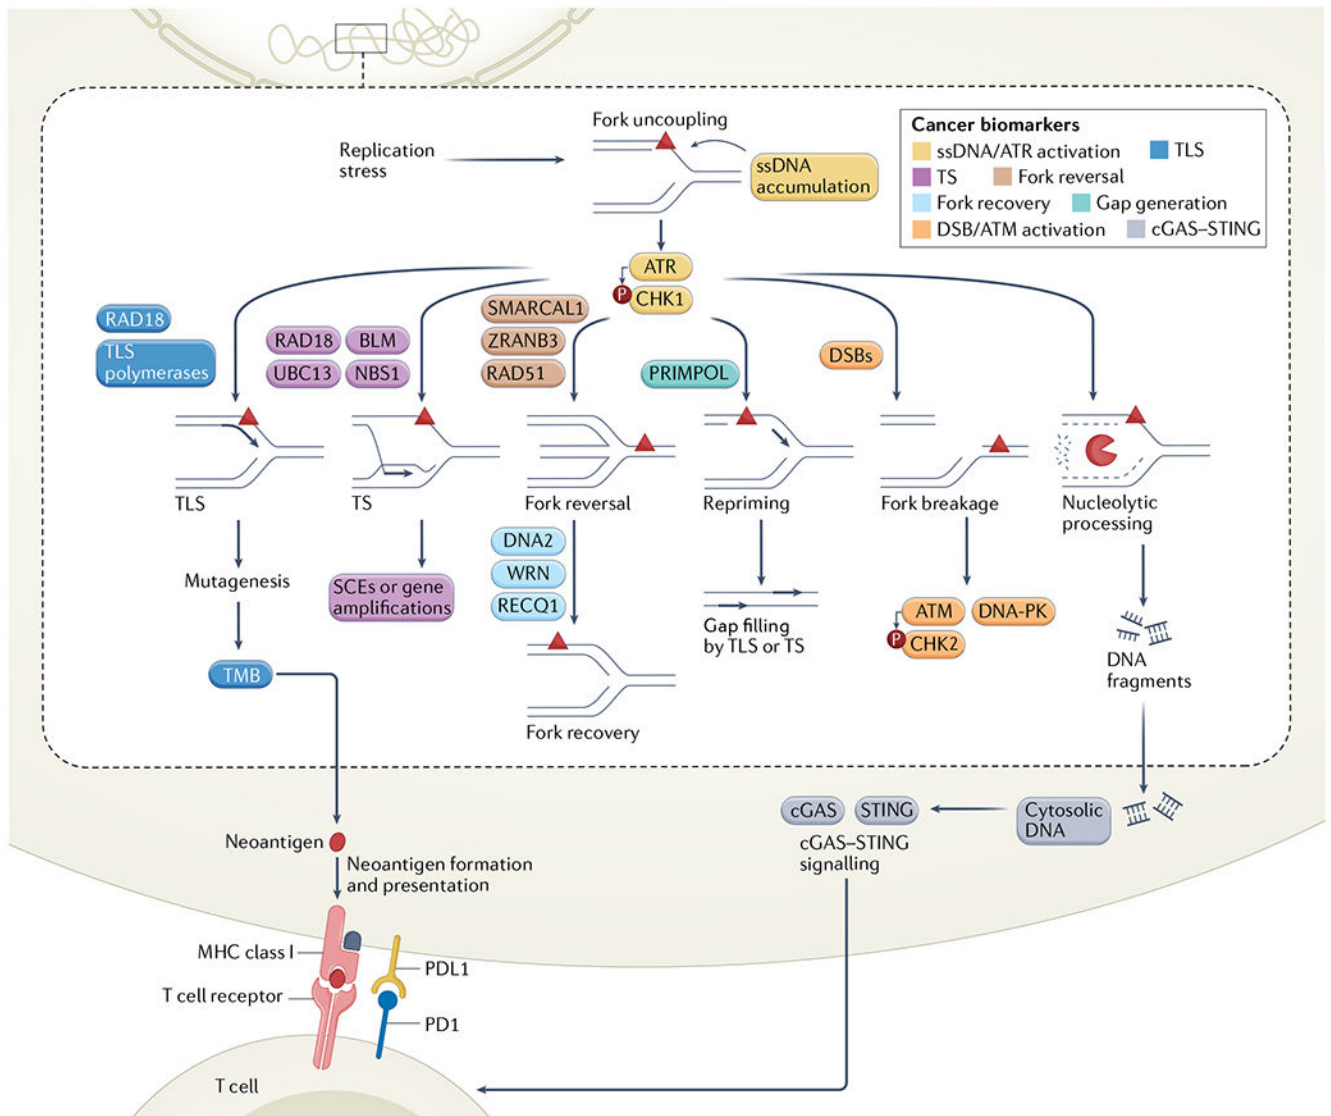 Fork uncoupling
Replication
stress
ssDNA
accumulation
Cancer biomarkers
ssDNA/ATR activation
TLS
TS
Fork reversal
Fork recovery
Gap generation
DSB/ATM activation
cGAS–STING
ATR
P
CHK1
RAD18
TLS
polymerases
RAD18
BLM
UBC13
NBS1
SMARCAL1
ZRANB3
RAD51
PRIMPOL
DSBs
TLS
TS
Fork reversal
Repriming
Fork breakage
Nucleolytic
processing
Mutagenesis
TMB
SCEs or gene
amplifications
DNA2
WRN
RECQ1
Fork recovery
Gap filling
by TLS or TS
ATM
DNA-PK
P
CHK2
DNA
fragments
cGAS
STING
Cytosolic
DNA
cGAS–STING
signalling
Neoantigen
Neoantigen formation
and presentation
MHC class I
T cell receptor
PDL1
PD1
T cell